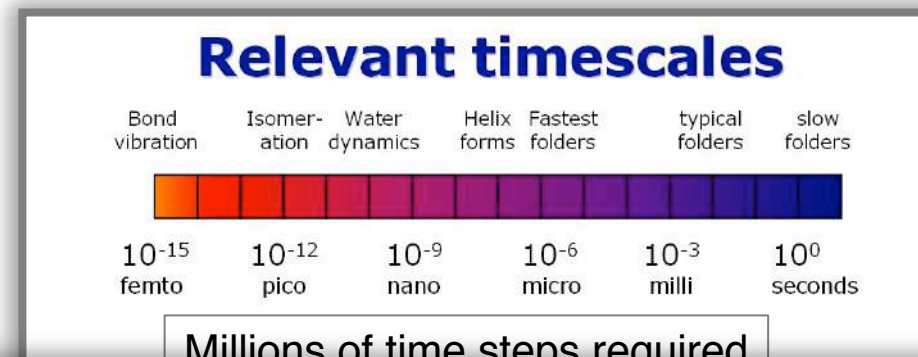 Relevant timescales
Bond Isomer- Water Helix Fastest typical slow
vibration ation dynamics forms folders folders folders
10⁻¹⁵ 10⁻¹² 10⁻⁹ 10⁻⁶ 10⁻³ 10⁰
femto pico nano micro milli seconds
Millions of time steps required